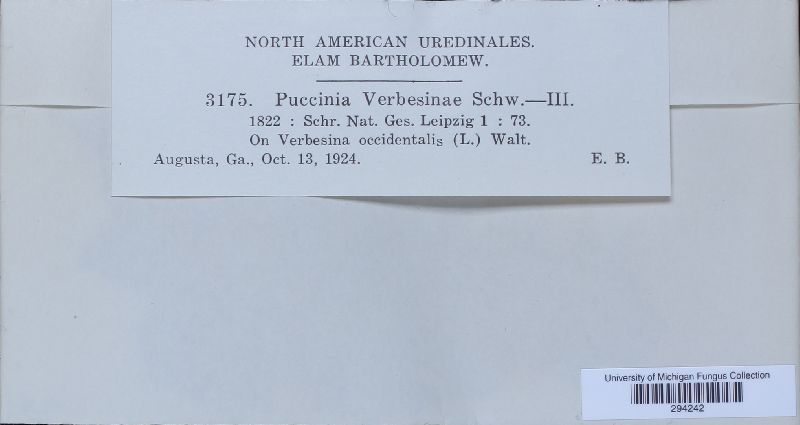 NORTH AMERICAN UREDINALES.
ELAM BARTHOLOMEW.
3175. Puccinia Verbesinae Schw.—III.
1822 : Schr. Nat. Ges. Leipzig 1 : 73.
On Verbesina occidentalis (L.) Walt.
Augusta, Ga., Oct. 13, 1924. E. B.
University of Michigan Fungus Collection
294242